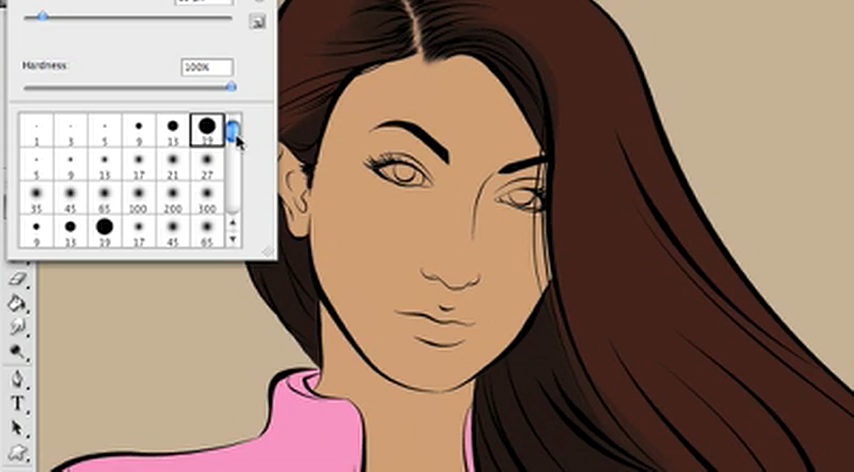 Hardness: 100%
1 3 5 9 13 19
5 9 13 17 21 27
35 45 65 100 200 300
9 13 19 17 45 65
T